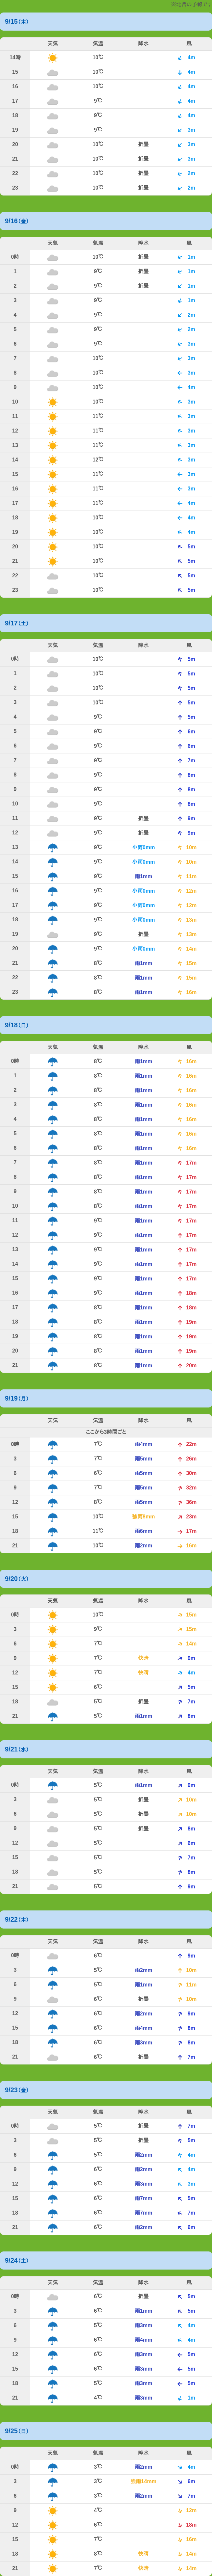 9/15(木)
天気 気温 降水 風
14時 10℃ 4m
15 10℃ 4m
16 10℃ 4m
17 9℃ 4m
18 9℃ 4m
19 9℃ 3m
20 10℃ 折曇 3m
21 10℃ 折曇 3m
22 10℃ 折曇 2m
23 10℃ 折曇 2m
9/16(金)
天気 気温 降水 風
0時 10℃ 折曇 1m
1 9℃ 折曇 1m
2 9℃ 折曇 1m
3 9℃ 1m
4 9℃ 2m
5 9℃ 2m
6 9℃ 3m
7 10℃ 3m
8 10℃ 3m
9 10℃ 4m
10 10℃ 3m
11 11℃ 3m
12 11℃ 3m
13 11℃ 3m
14 12℃ 3m
15 11℃ 3m
16 11℃ 3m
17 11℃ 4m
18 10℃ 4m
19 10℃ 4m
20 10℃ 5m
21 10℃ 5m
22 10℃ 5m
23 10℃ 5m
9/17(土)
天気 気温 降水 風
0時 10℃ 5m
1 10℃ 5m
2 10℃ 5m
3 10℃ 5m
4 9℃ 5m
5 9℃ 6m
6 9℃ 6m
7 9℃ 7m
8 9℃ 8m
9 9℃ 8m
10 9℃ 8m
11 9℃ 折曇 9m
12 9℃ 折曇 9m
13 9℃ 小雨0mm 10m
14 9℃ 小雨0mm 10m
15 9℃ 雨1mm 11m
16 9℃ 小雨0mm 12m
17 9℃ 小雨0mm 12m
18 9℃ 小雨0mm 13m
19 9℃ 折曇 13m
20 9℃ 小雨0mm 14m
21 8℃ 雨1mm 15m
22 8℃ 雨1mm 15m
23 8℃ 雨1mm 16m
9/18(日)
天気 気温 降水 風
0時 8℃ 雨1mm 16m
1 8℃ 雨1mm 16m
2 8℃ 雨1mm 16m
3 8℃ 雨1mm 16m
4 8℃ 雨1mm 16m
5 8℃ 雨1mm 16m
6 8℃ 雨1mm 16m
7 8℃ 雨1mm 17m
8 8℃ 雨1mm 17m
9 8℃ 雨1mm 17m
10 8℃ 雨1mm 17m
11 8℃ 雨1mm 17m
12 9℃ 雨1mm 17m
13 9℃ 雨1mm 17m
14 9℃ 雨1mm 17m
15 9℃ 雨1mm 17m
16 9℃ 雨1mm 18m
17 8℃ 雨1mm 18m
18 8℃ 雨1mm 19m
19 8℃ 雨1mm 19m
20 8℃ 雨1mm 19m
21 8℃ 雨1mm 20m
9/19(月)
天気 気温 降水 風
ここから3時間ごと
0時 7℃ 雨4mm 22m
3 7℃ 雨5mm 26m
6 6℃ 雨5mm 30m
9 7℃ 雨5mm 32m
12 8℃ 雨5mm 36m
15 10℃ 強雨8mm 23m
18 11℃ 雨6mm 17m
21 10℃ 雨2mm 16m
9/20(火)
天気 気温 降水 風
0時 10℃ 15m
3 9℃ 15m
6 7℃ 14m
9 7℃ 快晴 9m
12 7℃ 快晴 4m
15 6℃ 5m
18 5℃ 折曇 7m
21 5℃ 雨1mm 8m
9/21(水)
天気 気温 降水 風
0時 5℃ 雨1mm 9m
3 5℃ 折曇 10m
6 5℃ 折曇 10m
9 5℃ 折曇 8m
12 5℃ 6m
15 5℃ 7m
18 5℃ 8m
21 5℃ 9m
9/22(木)
天気 気温 降水 風
0時 6℃ 9m
3 5℃ 雨2mm 10m
6 5℃ 雨1mm 11m
9 6℃ 折曇 10m
12 6℃ 雨2mm 9m
15 6℃ 雨4mm 8m
18 6℃ 雨3mm 8m
21 6℃ 折曇 7m
9/23(金)
天気 気温 降水 風
0時 5℃ 折曇 7m
3 5℃ 折曇 5m
6 6℃ 雨2mm 4m
9 6℃ 雨2mm 4m
12 6℃ 雨3mm 3m
15 6℃ 雨7mm 5m
18 6℃ 雨7mm 7m
21 6℃ 雨2mm 6m
9/24(土)
天気 気温 降水 風
0時 6℃ 折曇 5m
3 6℃ 雨1mm 5m
6 5℃ 雨3mm 4m
9 6℃ 雨4mm 4m
12 6℃ 雨3mm 5m
15 6℃ 雨3mm 5m
18 5℃ 雨3mm 5m
21 4℃ 雨3mm 1m
9/25(日)
天気 気温 降水 風
0時 3℃ 雨2mm 4m
3 3℃ 強雨14mm 6m
6 3℃ 雨2mm 7m
9 4℃ 12m
12 6℃ 18m
15 7℃ 16m
18 8℃ 快晴 14m
21 7℃ 快晴 14m